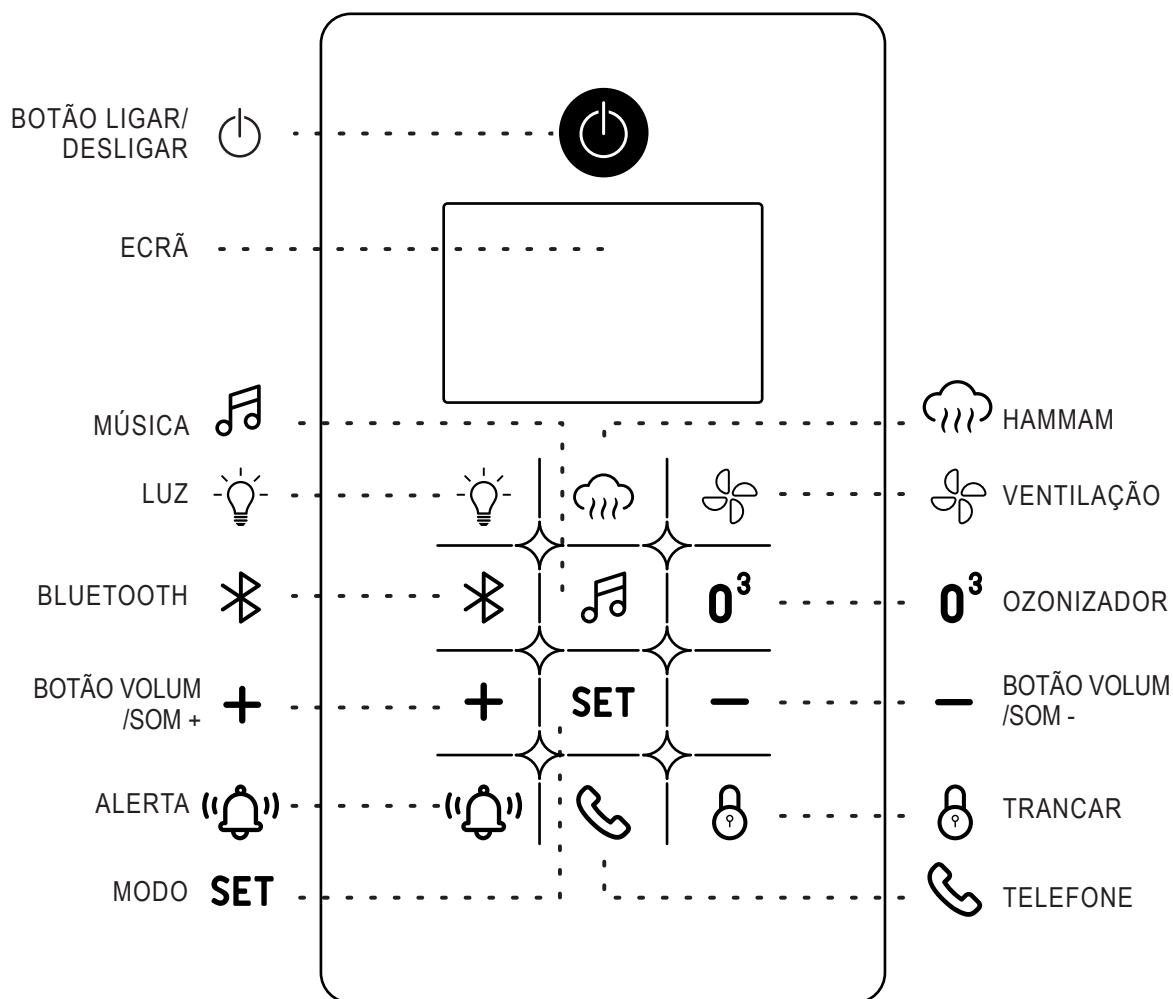 BOTÃO LIGAR/
DESLIGAR
ECRÃ
MÚSICA
HAMMAM
LUZ
VENTILAÇÃO
BLUETOOTH
0³
0³
OZONIZADOR
BOTÃO VOLUM
/SOM +
+
+
SET
−
−
BOTÃO VOLUM
/SOM -
ALERTA
TRANCAR
MODO
SET
TELEFONE